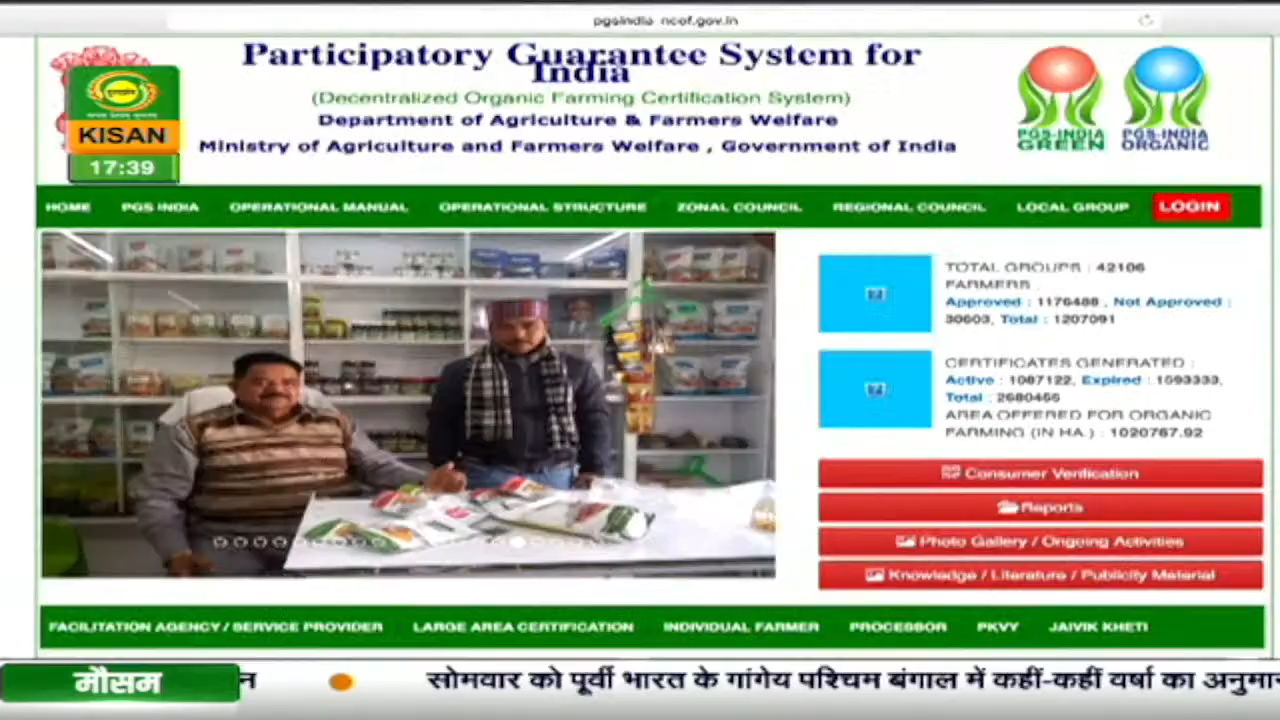 pgsindia-ncof.gov.in
Participatory Guarantee System for
India
(Decentralized Organic Farming Certification System)
Department of Agriculture & Farmers Welfare
Ministry of Agriculture and Farmers Welfare , Government of India
KISAN
17:39
PGS-INDIA
GREEN
PGS-INDIA
ORGANIC
HOME PGS INDIA OPERATIONAL MANUAL OPERATIONAL STRUCTURE ZONAL COUNCIL REGIONAL COUNCIL LOCAL GROUP LOGIN
TOTAL GROUPS : 42106
FARMERS :
Approved : 1176488 , Not Approved :
30603, Total : 1207091
CERTIFICATES GENERATED :
Active : 1087122, Expired : 1593333,
Total : 2680455
AREA OFFERED FOR ORGANIC
FARMING (IN HA.) : 1020767.92
Consumer Verification
Reports
Photo Gallery / Ongoing Activities
Knowledge / Literature / Publicity Material
FACILITATION AGENCY / SERVICE PROVIDER LARGE AREA CERTIFICATION INDIVIDUAL FARMER PROCESSOR PKVY JAIVIK KHETI
मौसम न सोमवार को पूर्वी भारत के गांगेय पश्चिम बंगाल में कहीं-कहीं वर्षा का अनुमान